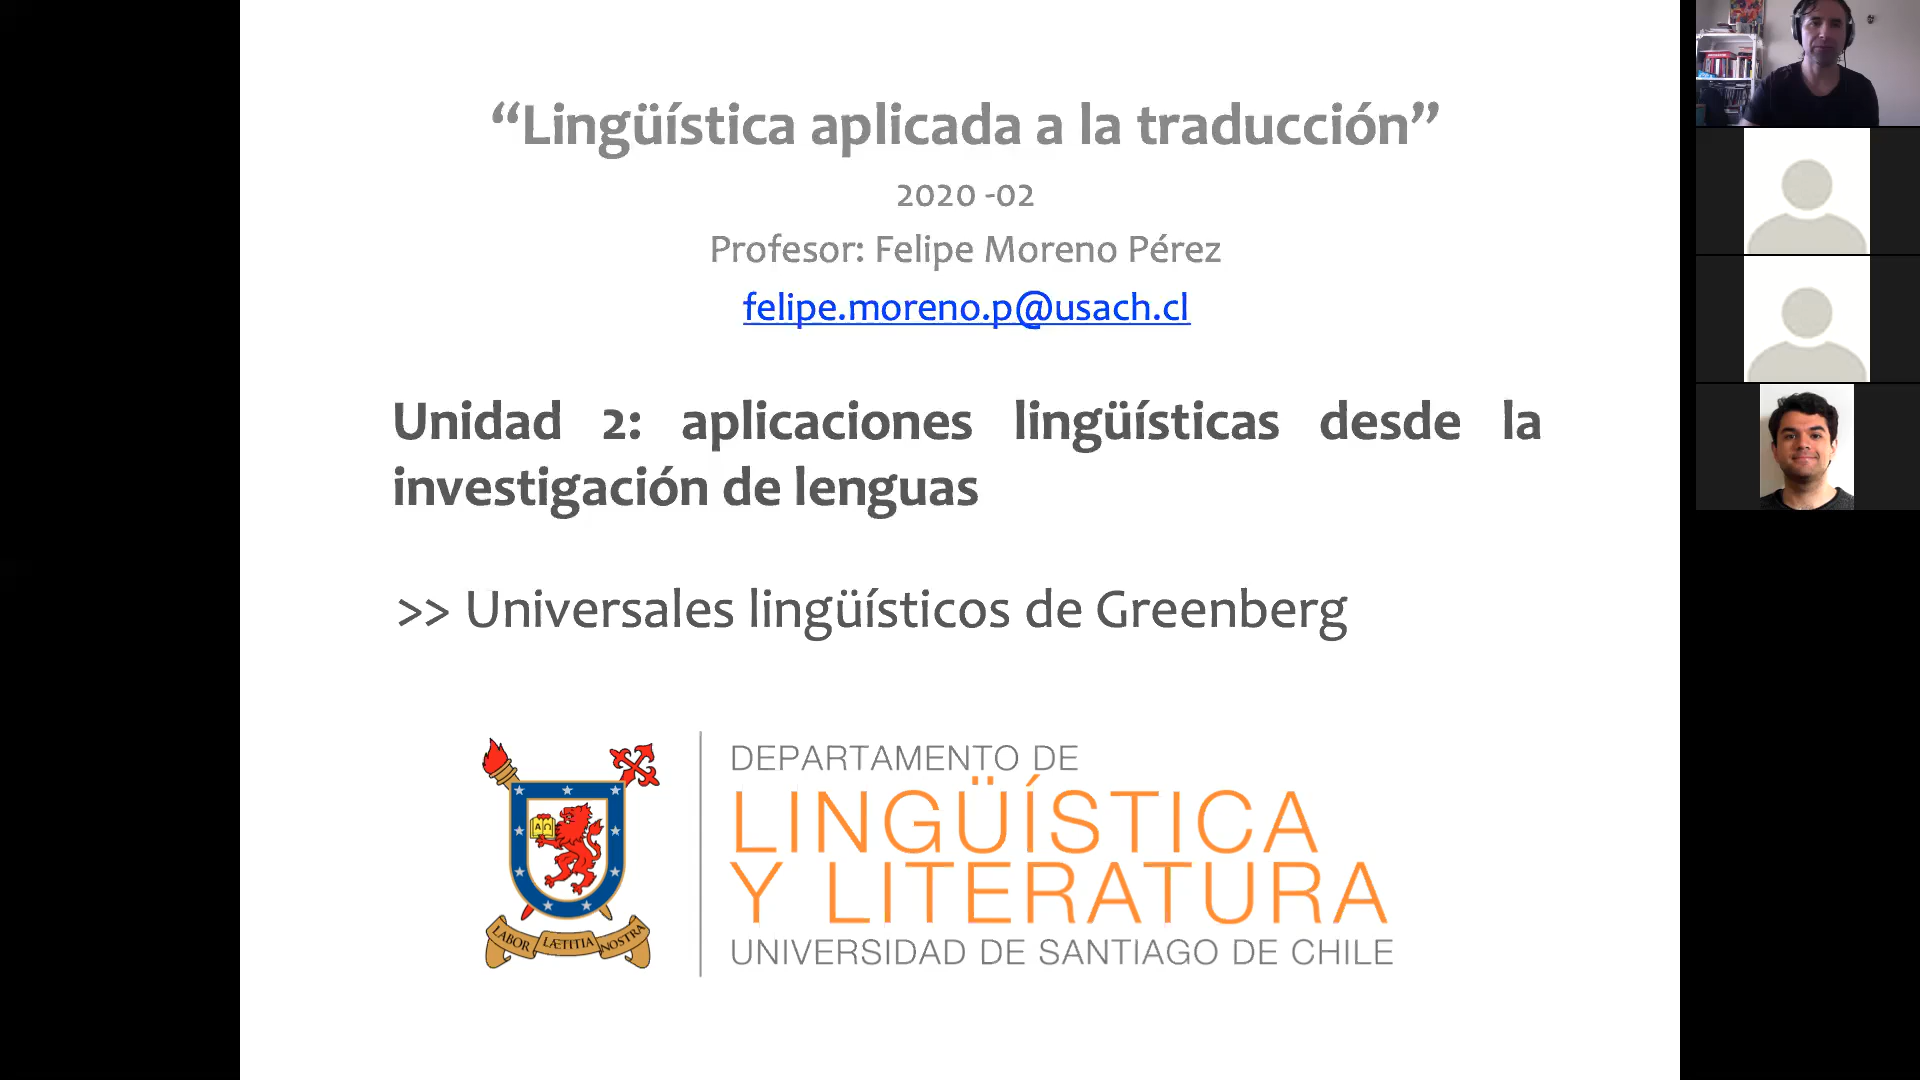 “Lingüística aplicada a la traducción”
2020 -02
Profesor: Felipe Moreno Pérez
felipe.moreno.p@usach.cl
Unidad 2: aplicaciones lingüísticas desde la
investigación de lenguas
>> Universales lingüísticos de Greenberg
DEPARTAMENTO DE
LINGÜÍSTICA
Y LITERATURA
UNIVERSIDAD DE SANTIAGO DE CHILE
A Ω
LABOR LÆTITIA NOSTRA